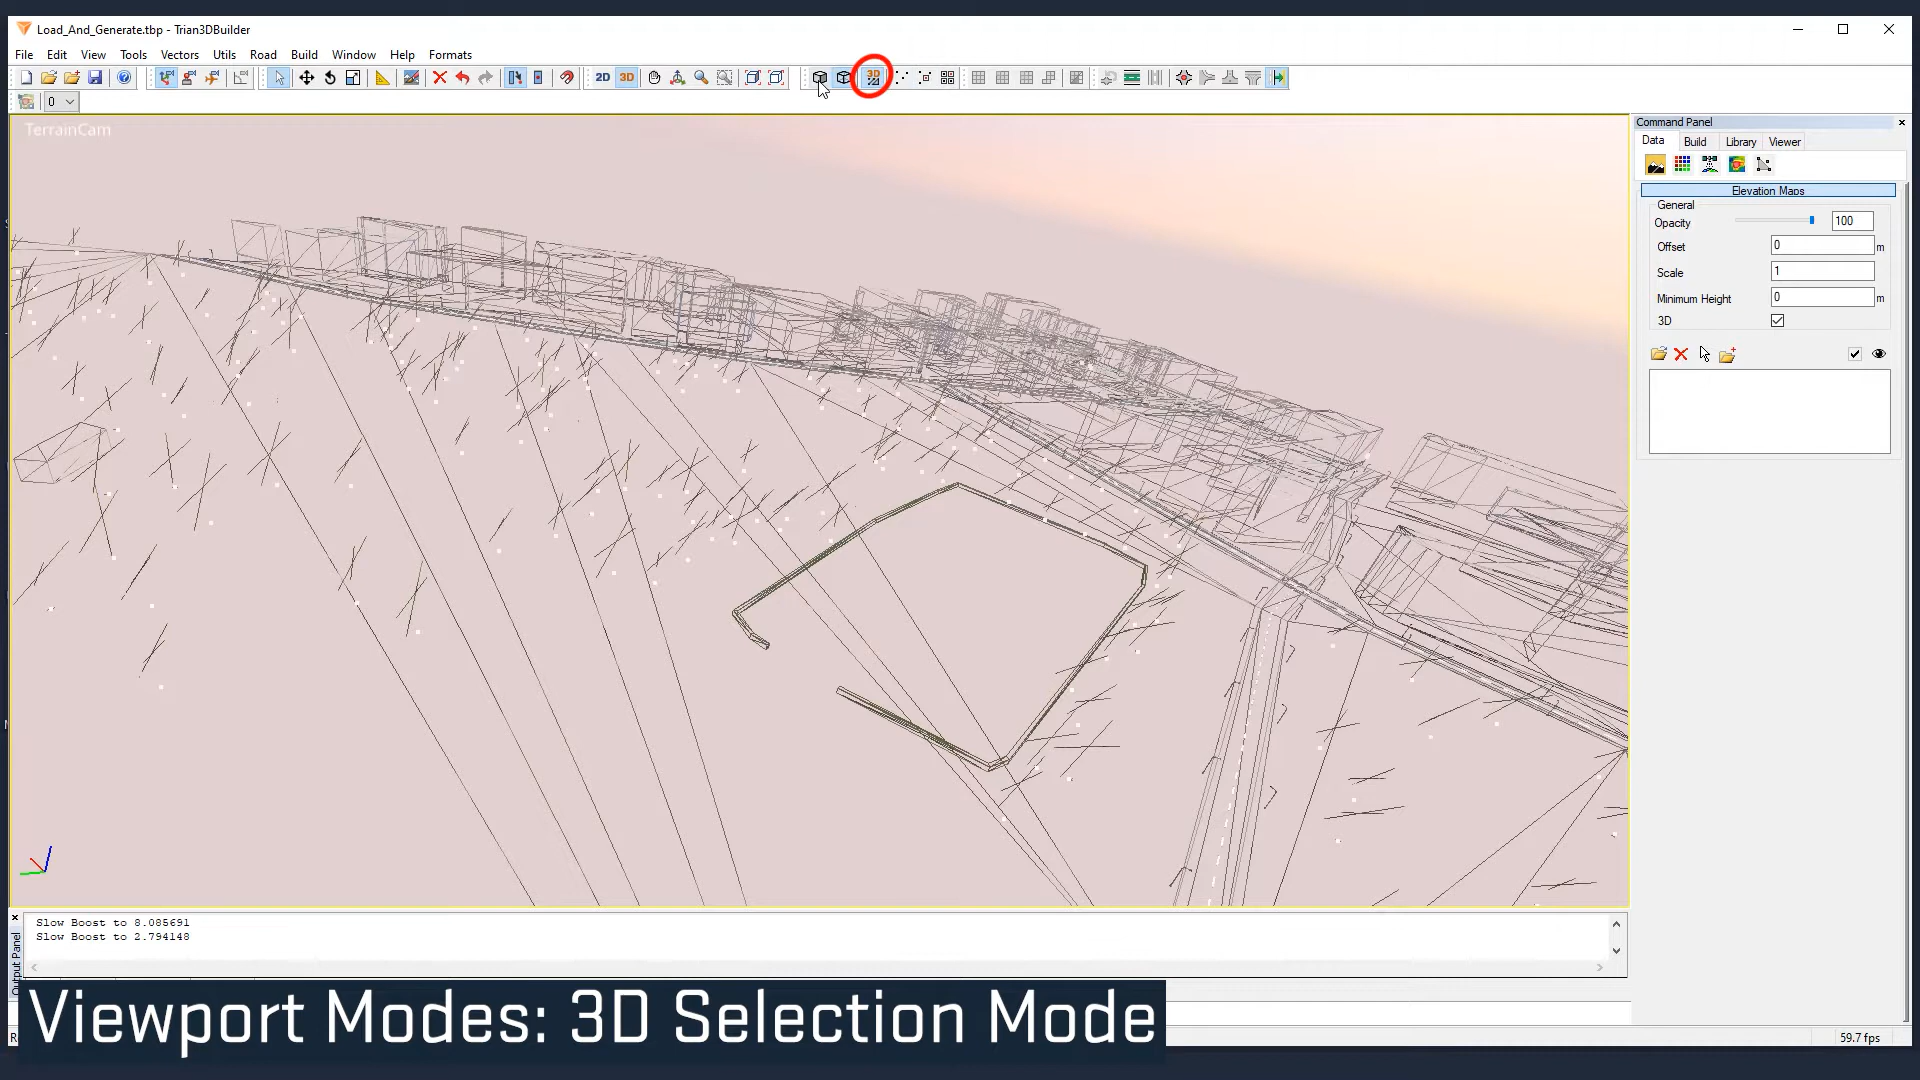 Load_And_Generate.tbp - Trian3DBuilder
File Edit View Tools Vectors Utils Road Build Window Help Formats
2D 3D 3D
0
TerrainCam
Command Panel
Data Build Library Viewer
Elevation Maps
General
Opacity 100
Offset 0 m
Scale 1
Minimum Height 0 m
3D
Slow Boost to 8.085691
Slow Boost to 2.794148
Output Panel
Viewport Modes: 3D Selection Mode
59.7 fps